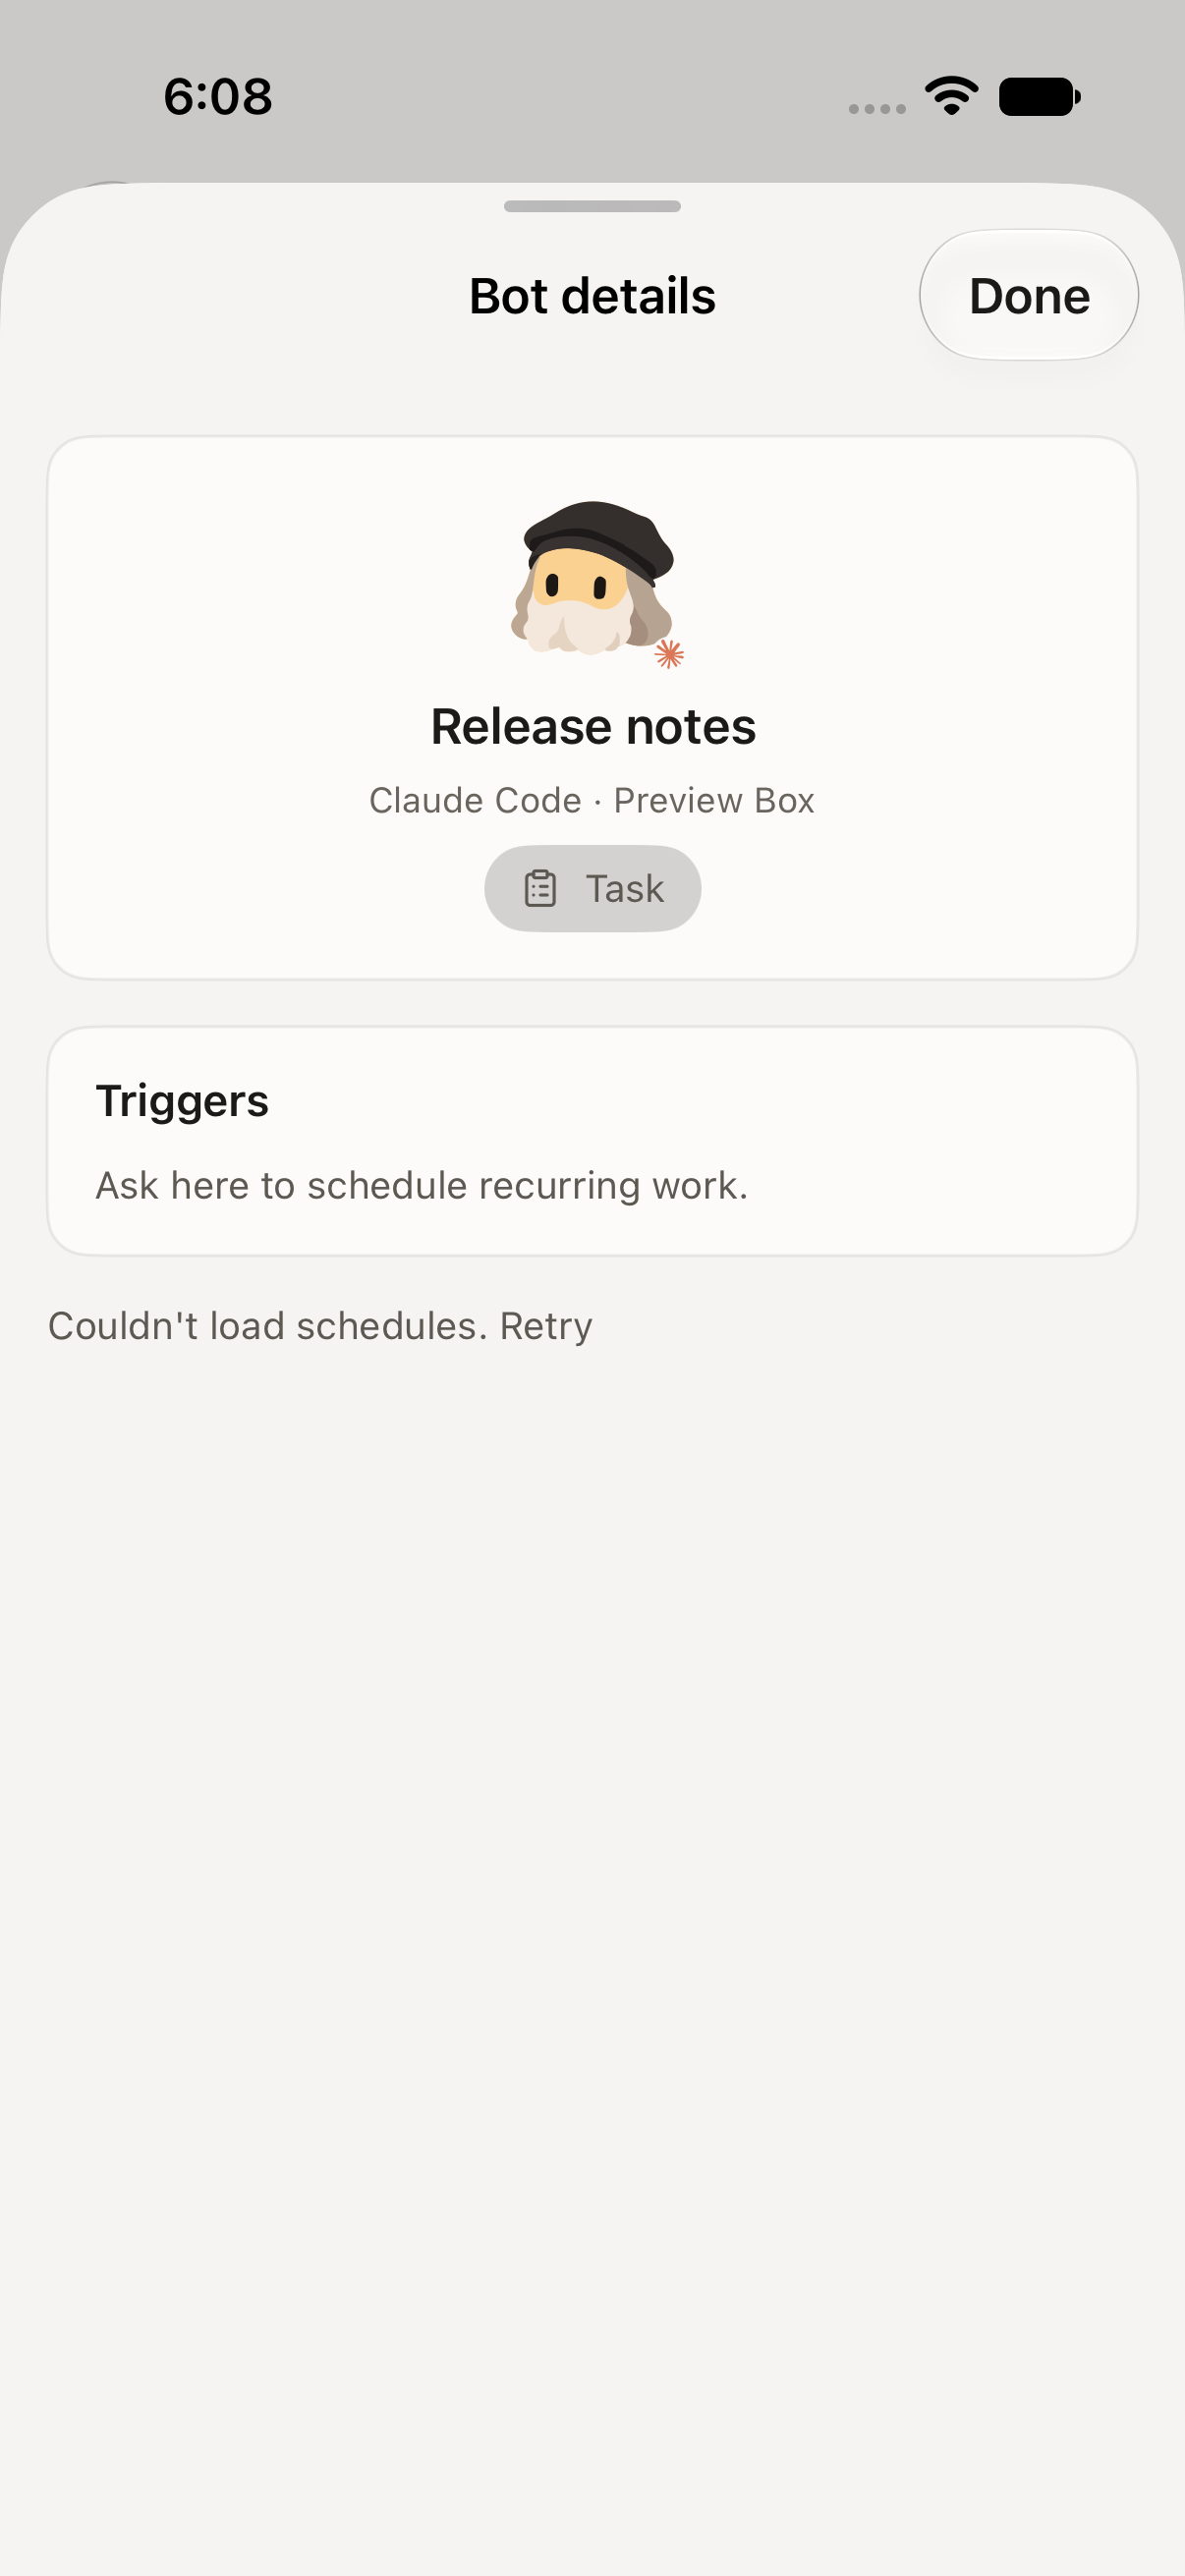 6:08
Bot details
Done
Release notes
Claude Code · Preview Box
Task
Triggers
Ask here to schedule recurring work.
Couldn't load schedules. Retry